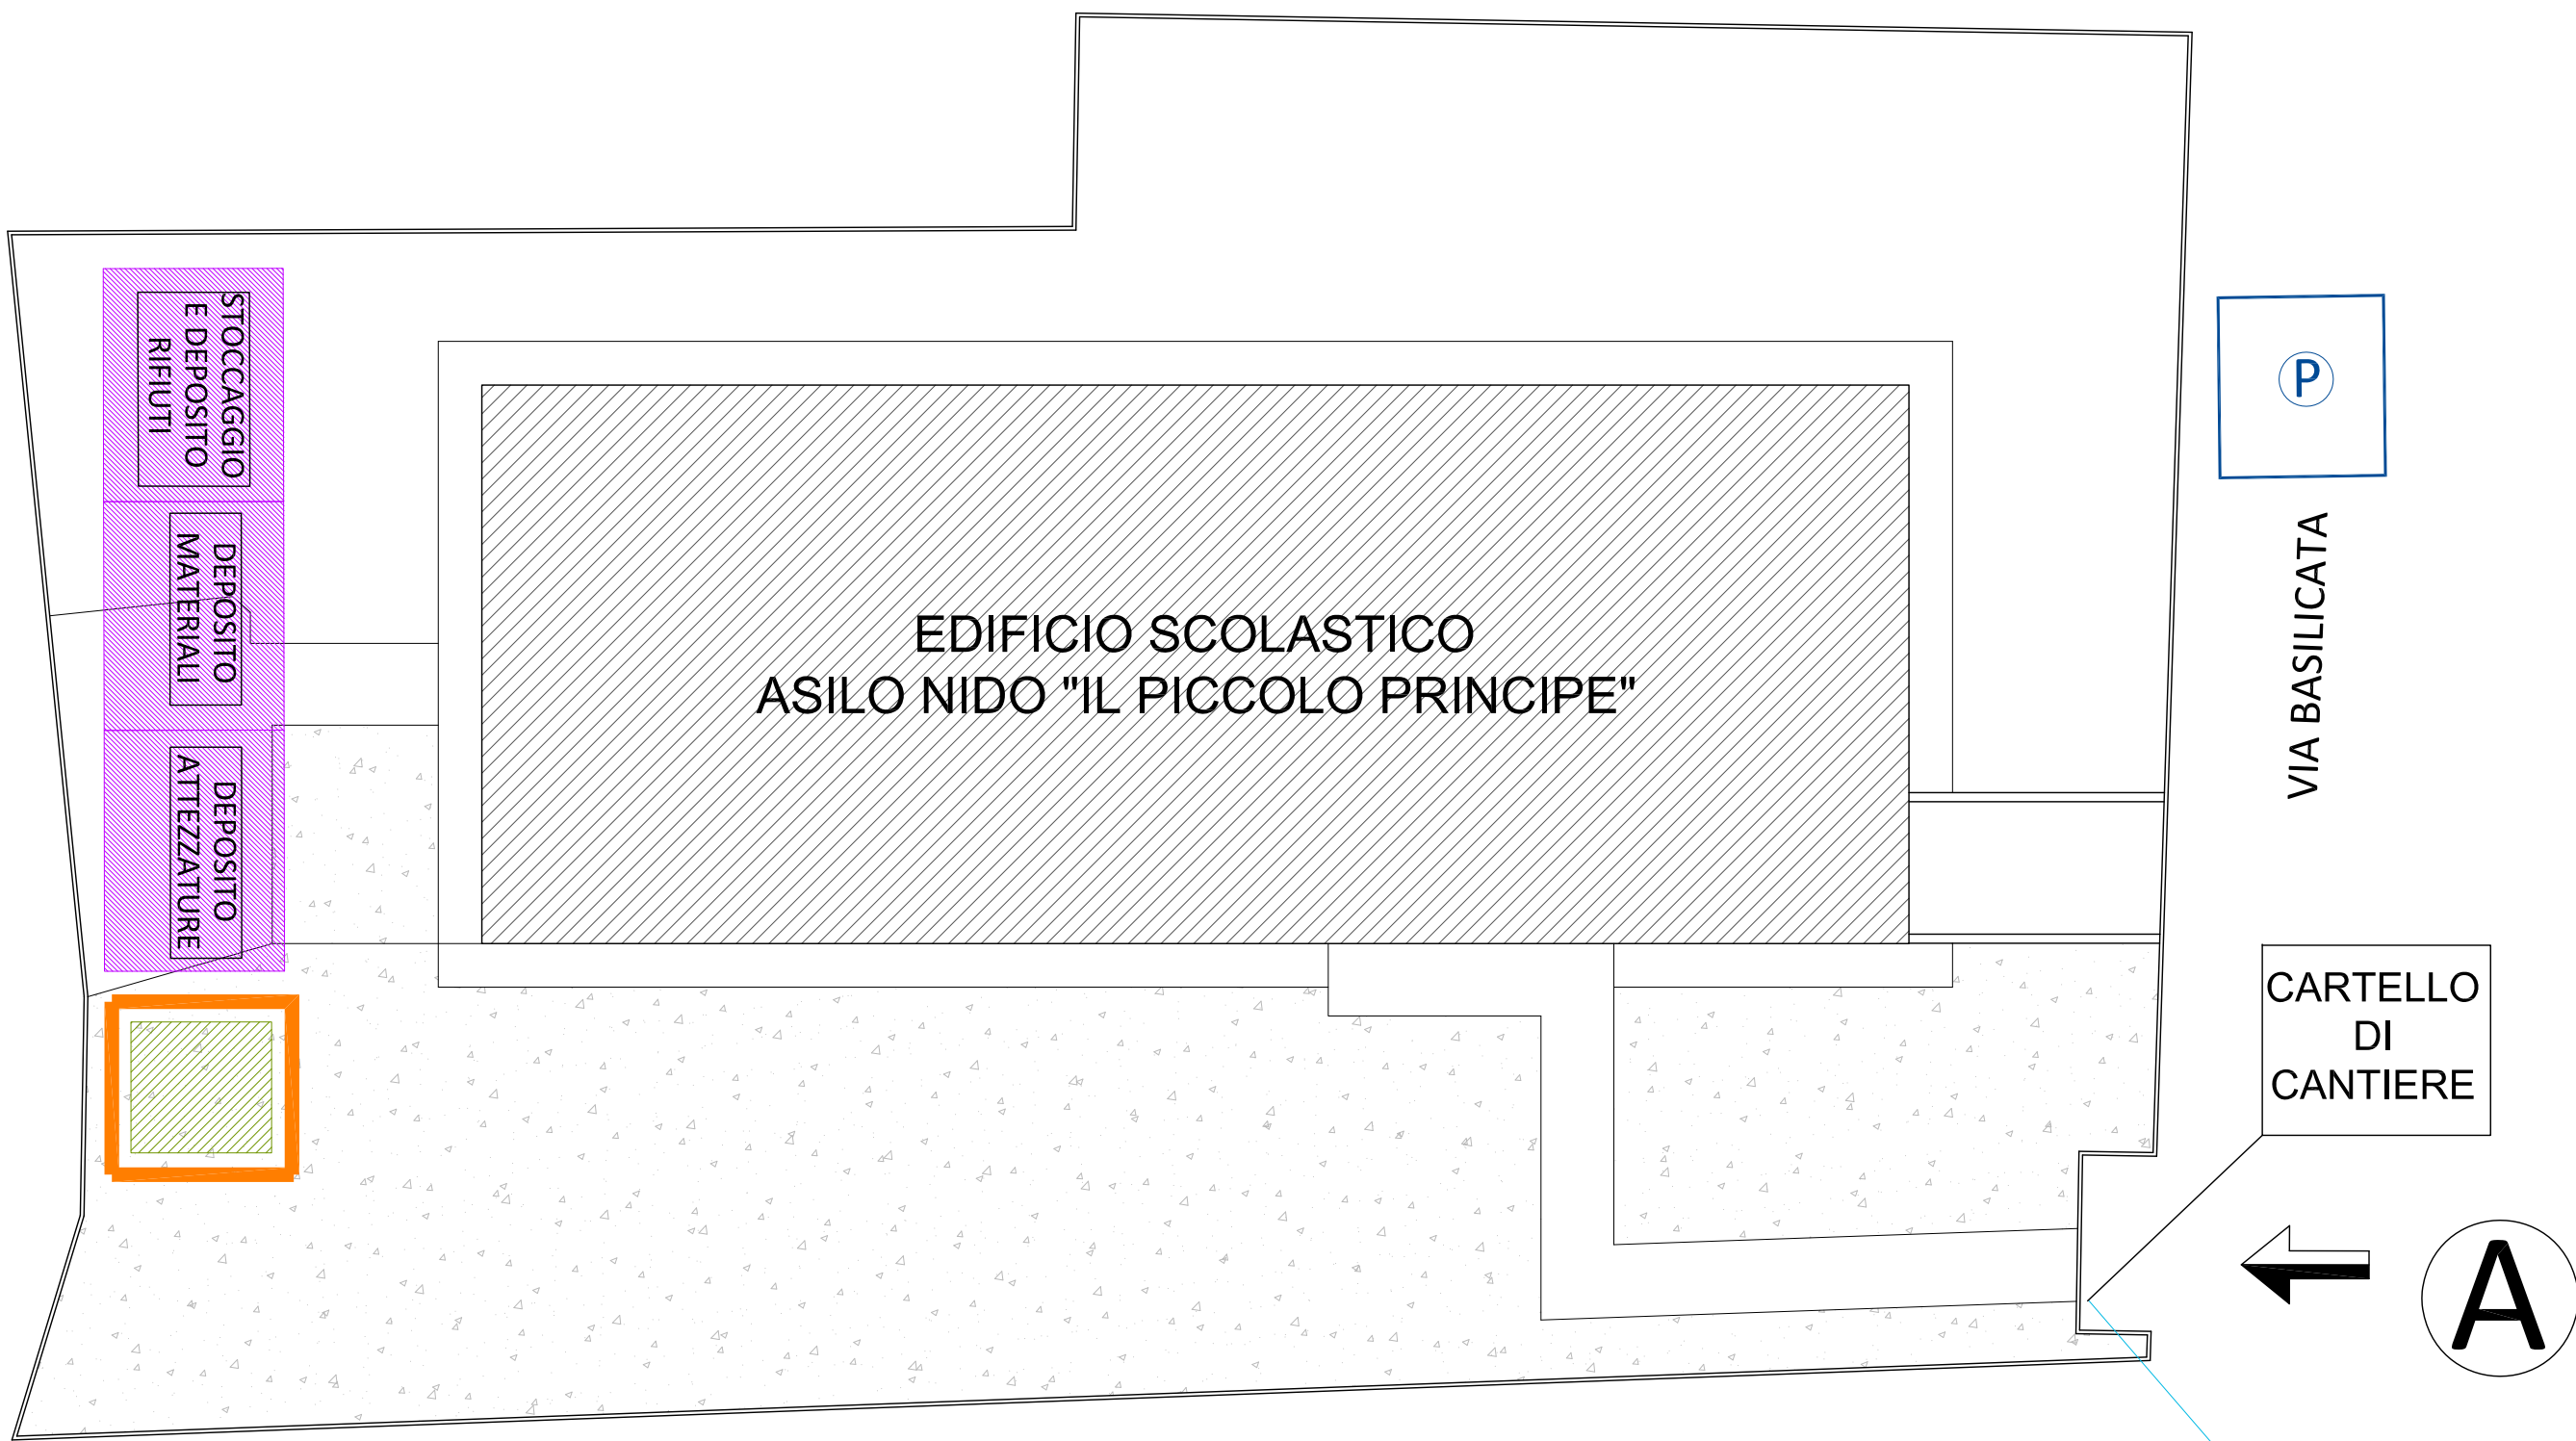 STOCCAGGIO
E DEPOSITO
RIFIUTI
DEPOSITO
MATERIALI
DEPOSITO
ATTEZZATURE
EDIFICIO SCOLASTICO
ASILO NIDO "IL PICCOLO PRINCIPE"
P
VIA BASILICATA
CARTELLO
DI
CANTIERE
A